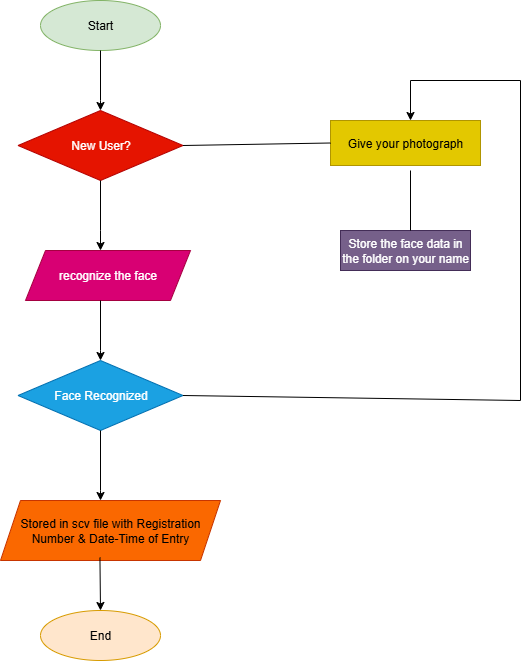 Start
New User?
Give your photograph
Store the face data in
the folder on your name
recognize the face
Face Recognized
Stored in scv file with Registration
Number & Date-Time of Entry
End